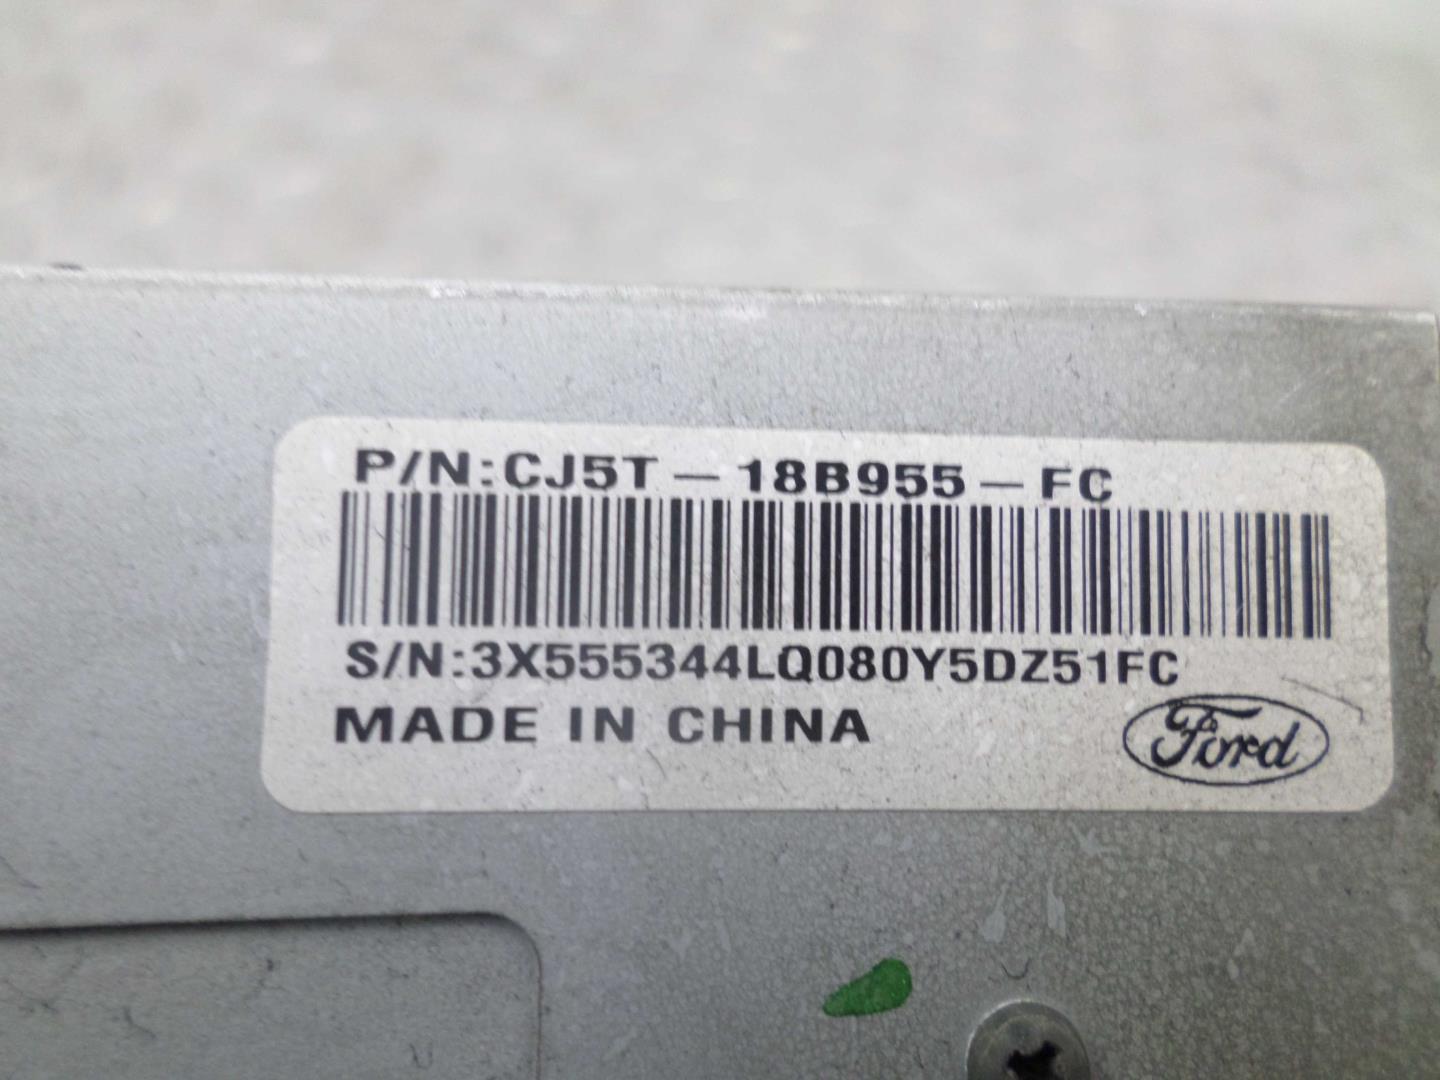 P/N:CJ5T-18B955-FC
S/N:3X555344LQ080Y5DZ51FC
MADE IN CHINA
Ford